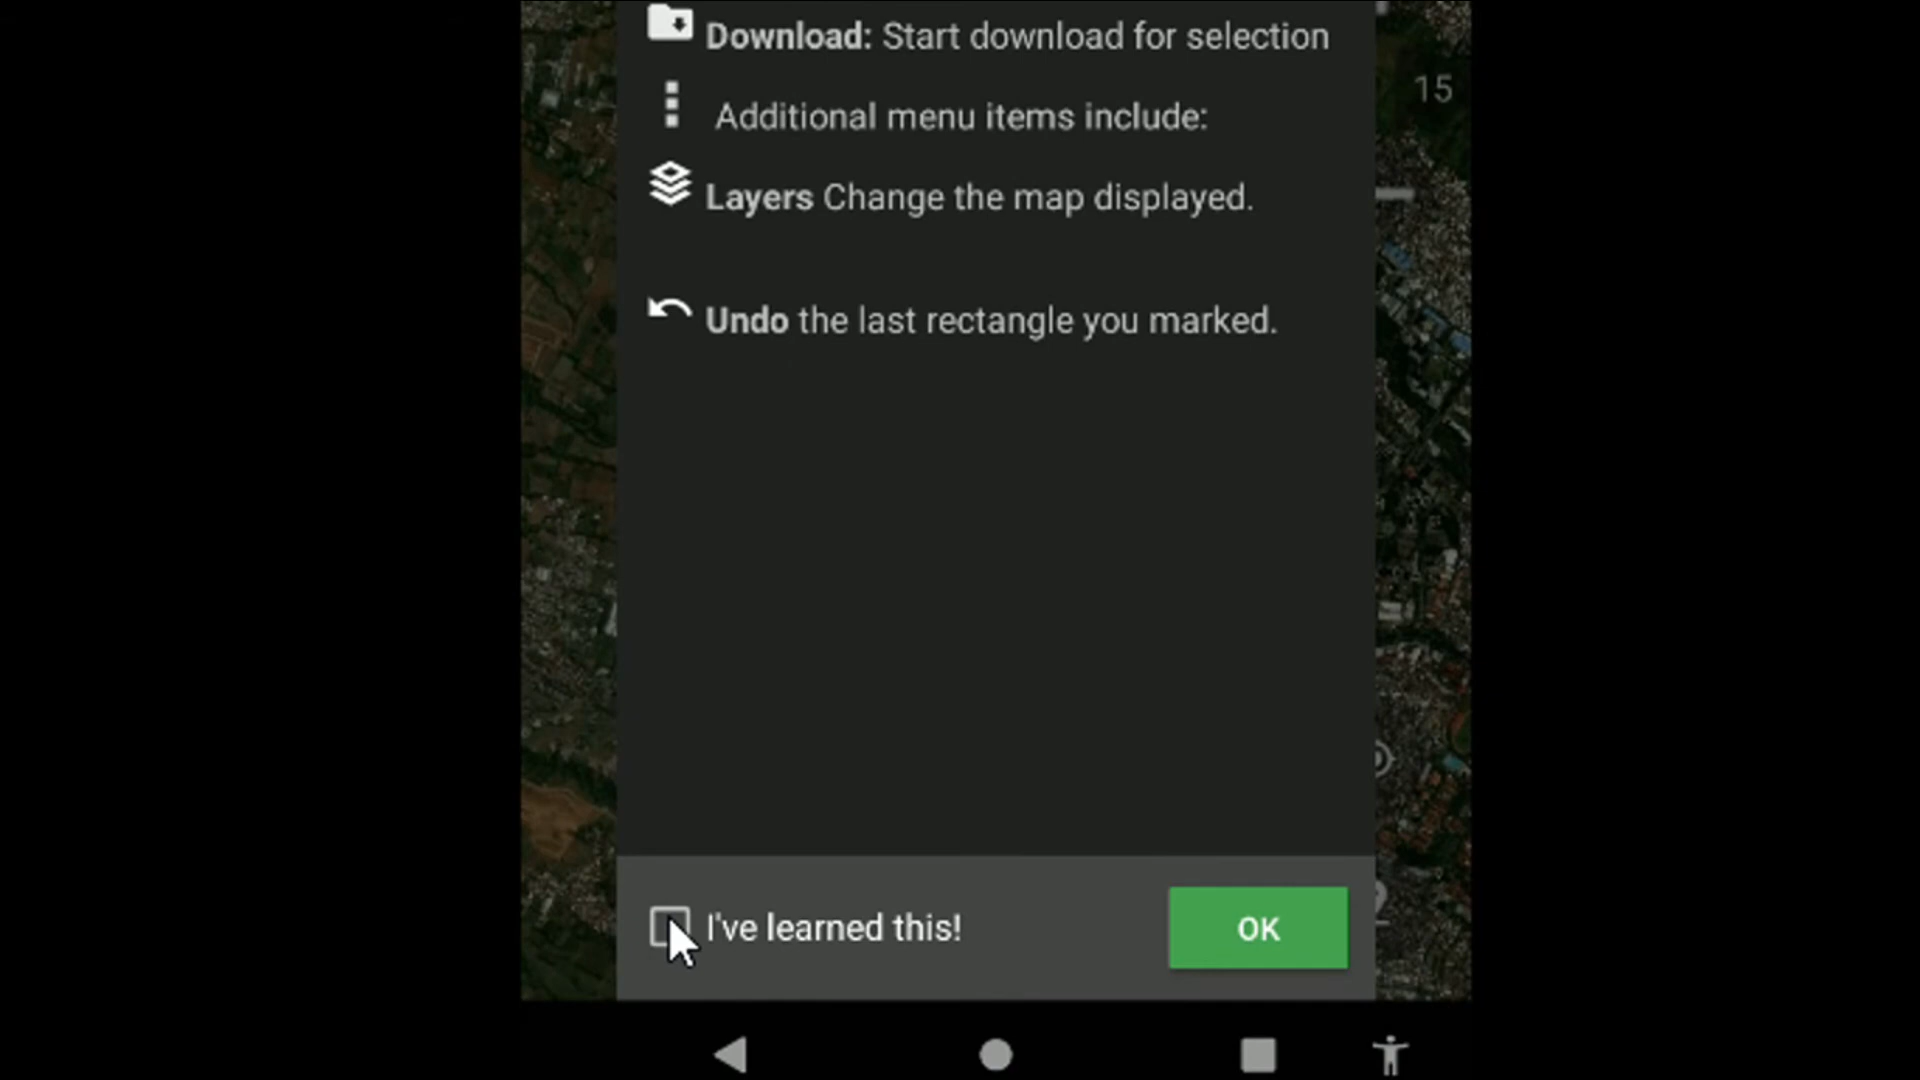 Download: Start download for selection
15
Additional menu items include:
Layers Change the map displayed.
Undo the last rectangle you marked.
I've learned this!
OK